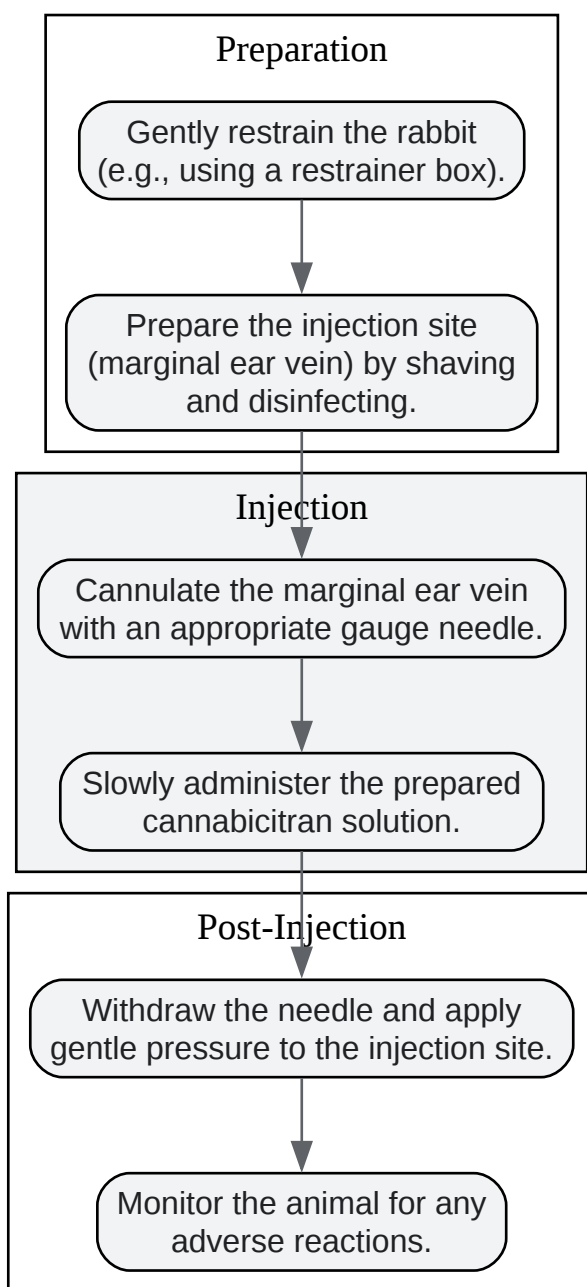 Preparation
Gently restrain the rabbit
(e.g., using a restrainer box).
Prepare the injection site
(marginal ear vein) by shaving
and disinfecting.
Injection
Cannulate the marginal ear vein
with an appropriate gauge needle.
Slowly administer the prepared
cannabicitran solution.
Post-Injection
Withdraw the needle and apply
gentle pressure to the injection site.
Monitor the animal for any
adverse reactions.